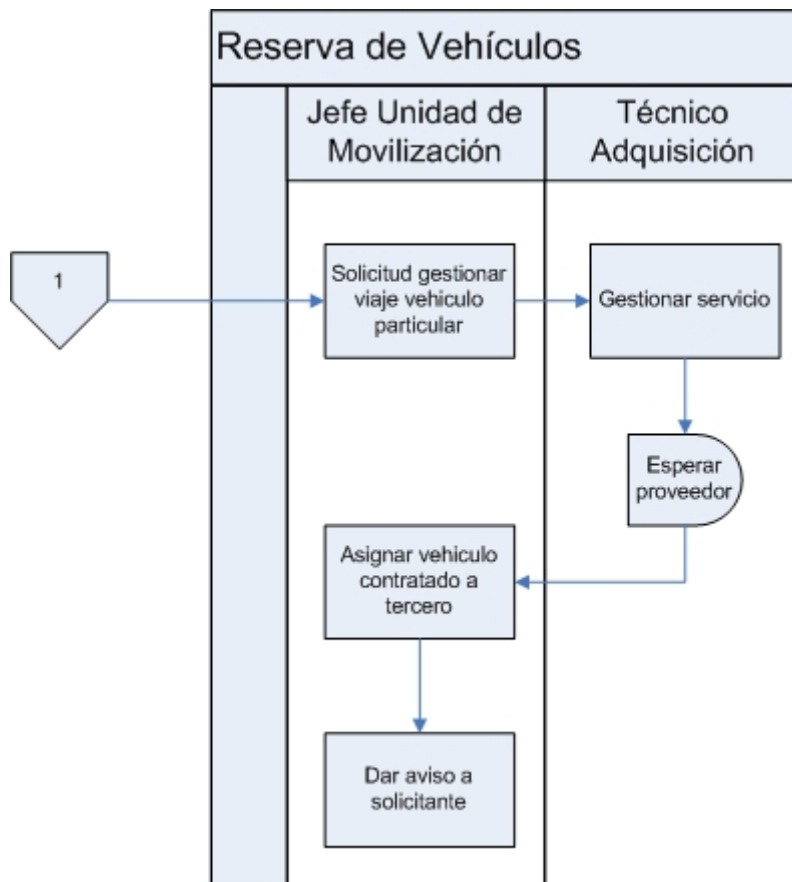 Reserva de Vehículos
Jefe Unidad de
Movilización
Técnico
Adquisición
1
Solicitud gestionar
viaje vehiculo
particular
Gestionar servicio
Esperar
proveedor
Asignar vehiculo
contratado a
tercero
Dar aviso a
solicitante